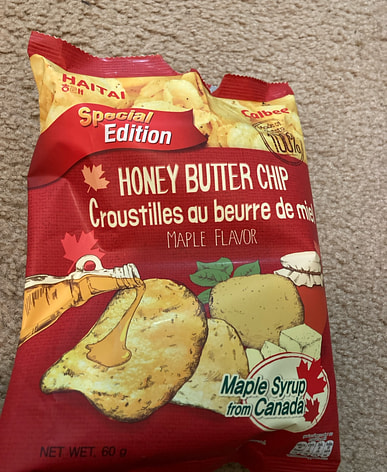 HAITAI
해태
Calbee
Special
Edition
100%
HONEY BUTTER CHIP
Croustilles au beurre de miel
MAPLE FLAVOR
Maple Syrup
from Canada
NET WET. 60 g